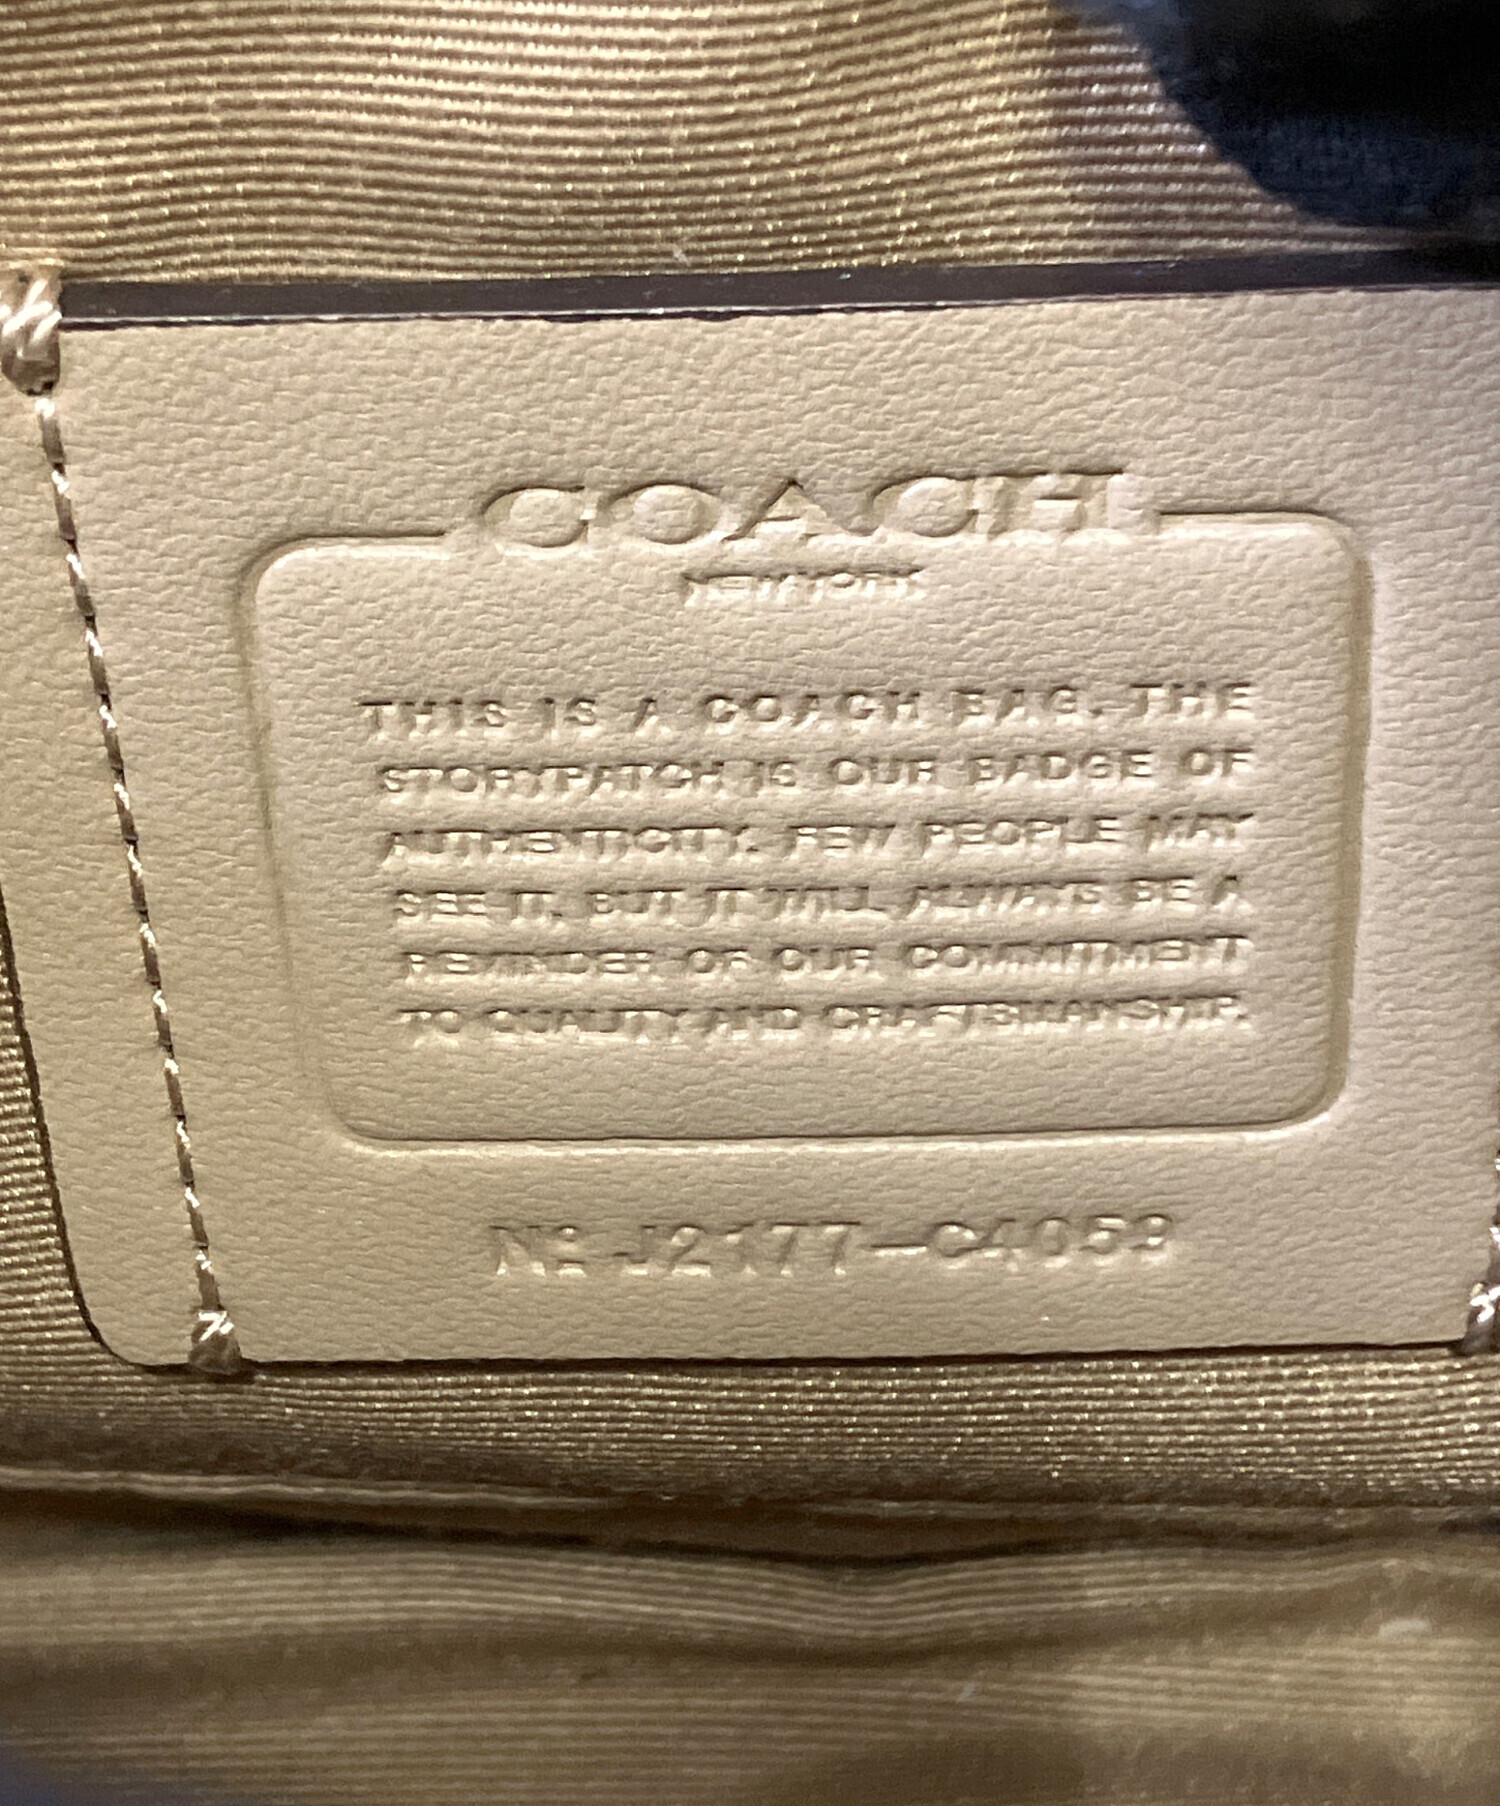 COACH
NEW YORK
THIS IS A COACH BAG. THE
STORYPATCH IS OUR BADGE OF
AUTHENTICITY. FEW PEOPLE MAY
SEE IT, BUT IT WILL ALWAYS BE A
REMINDER OF OUR COMMITMENT
TO QUALITY AND CRAFTSMANSHIP.
Nº J2177-C4059